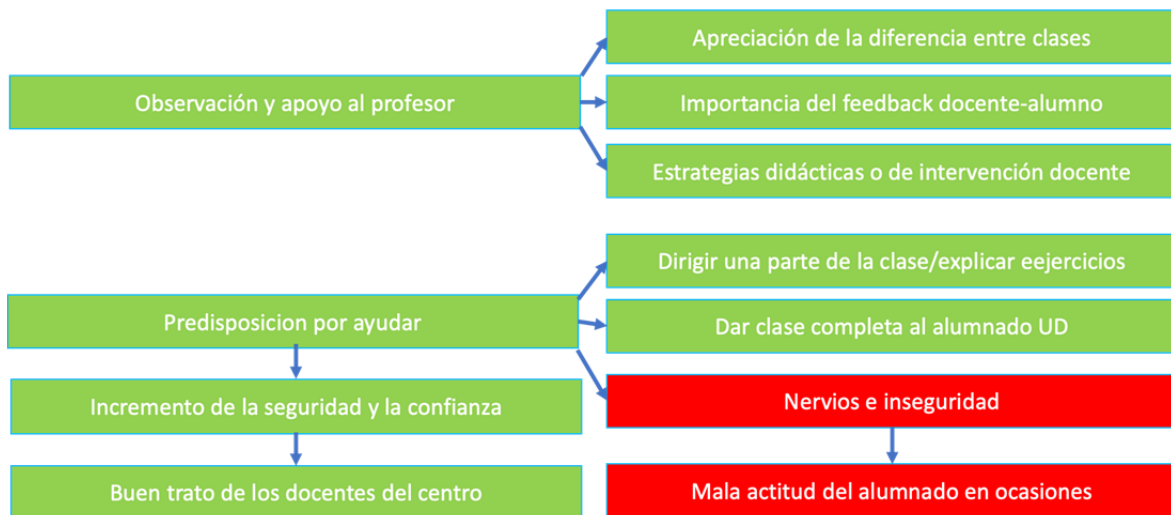 Apreciación de la diferencia entre clases
Observación y apoyo al profesor
Importancia del feedback docente-alumno
Estrategias didácticas o de intervención docente
Dirigir una parte de la clase/explicar eejercicios
Predisposicion por ayudar
Dar clase completa al alumnado UD
Incremento de la seguridad y la confianza
Nervios e inseguridad
Buen trato de los docentes del centro
Mala actitud del alumnado en ocasiones